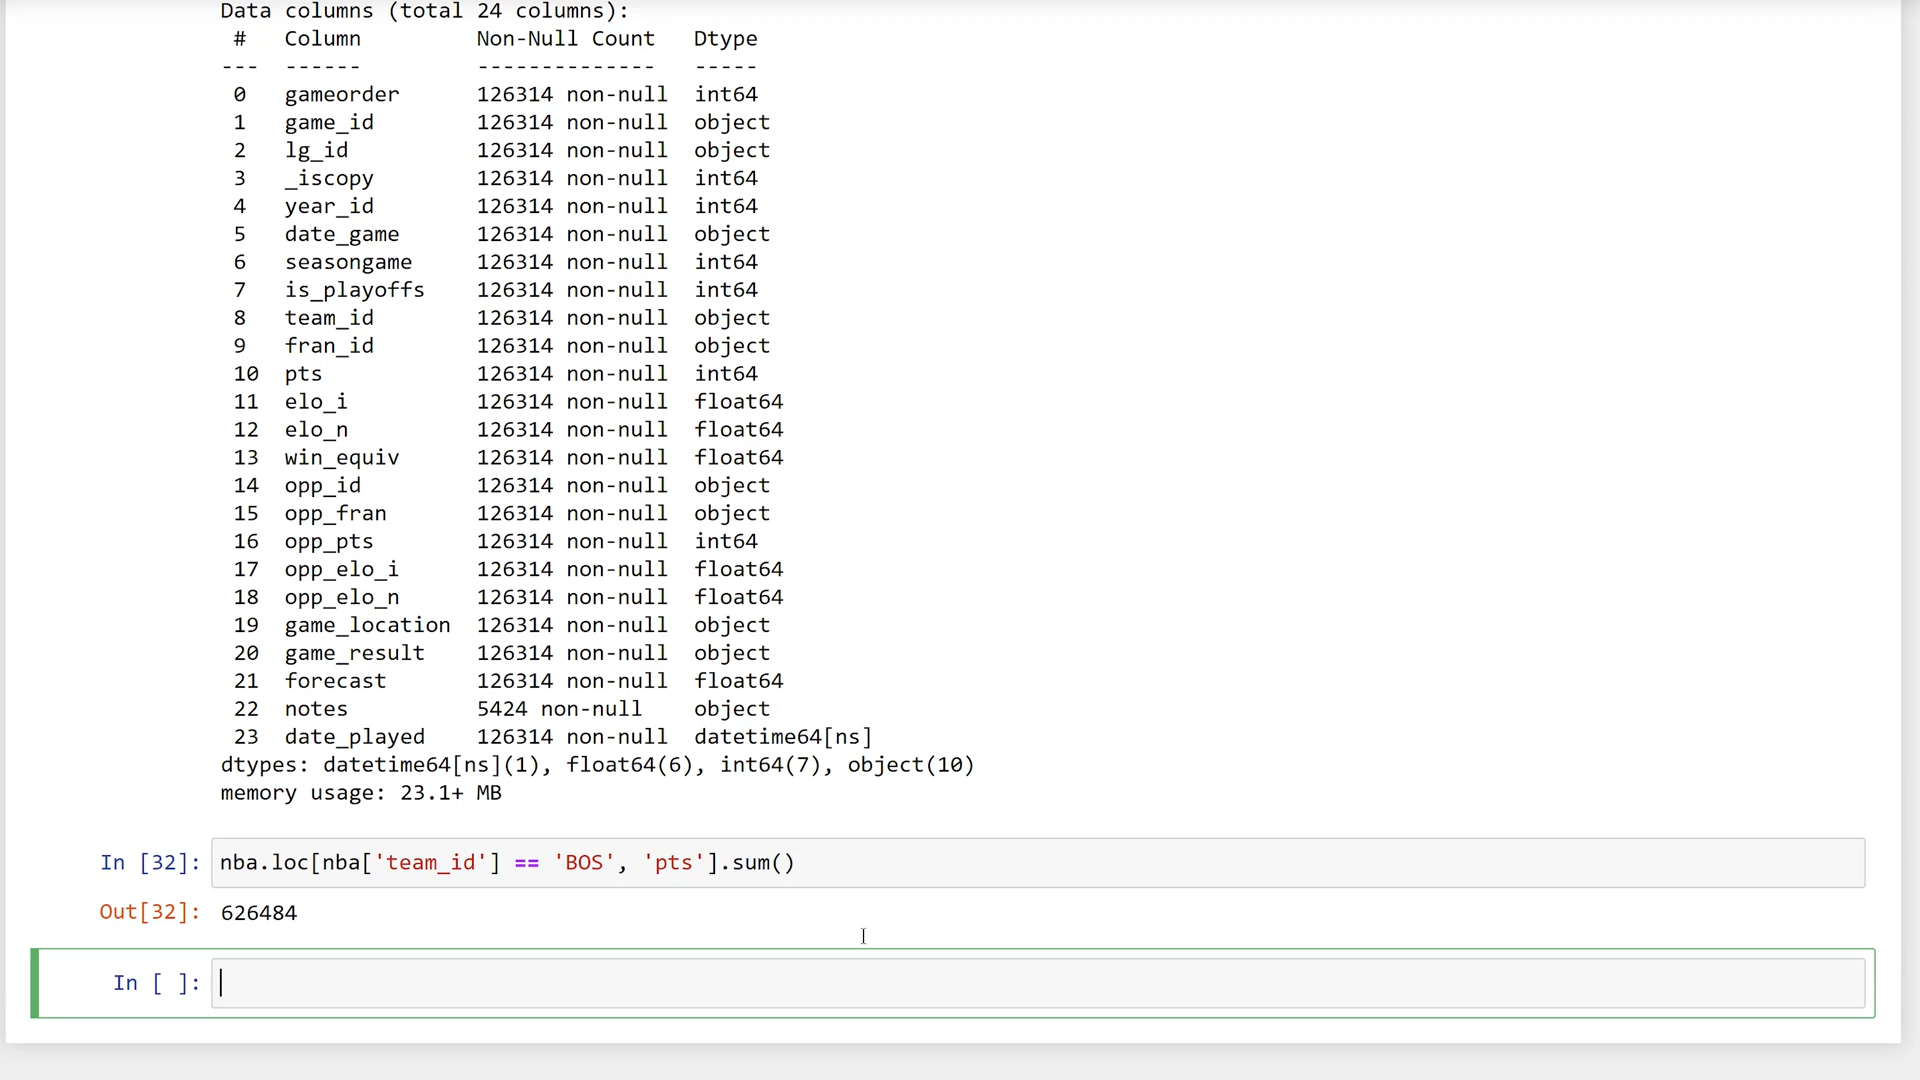 Data columns (total 24 columns):
 #   Column         Non-Null Count   Dtype
---  ------         --------------   -----
 0   gameorder      126314 non-null  int64
 1   game_id        126314 non-null  object
 2   lg_id          126314 non-null  object
 3   _iscopy        126314 non-null  int64
 4   year_id        126314 non-null  int64
 5   date_game      126314 non-null  object
 6   seasongame     126314 non-null  int64
 7   is_playoffs    126314 non-null  int64
 8   team_id        126314 non-null  object
 9   fran_id        126314 non-null  object
 10  pts            126314 non-null  int64
 11  elo_i          126314 non-null  float64
 12  elo_n          126314 non-null  float64
 13  win_equiv      126314 non-null  float64
 14  opp_id         126314 non-null  object
 15  opp_fran       126314 non-null  object
 16  opp_pts        126314 non-null  int64
 17  opp_elo_i      126314 non-null  float64
 18  opp_elo_n      126314 non-null  float64
 19  game_location  126314 non-null  object
 20  game_result    126314 non-null  object
 21  forecast       126314 non-null  float64
 22  notes          5424 non-null    object
 23  date_played    126314 non-null  datetime64[ns]
dtypes: datetime64[ns](1), float64(6), int64(7), object(10)
memory usage: 23.1+ MB
In [32]: nba.loc[nba['team_id'] == 'BOS', 'pts'].sum()
Out[32]: 626484
In [ ]: